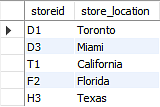 storeid store_location
D1 Toronto
D3 Miami
T1 California
F2 Florida
H3 Texas